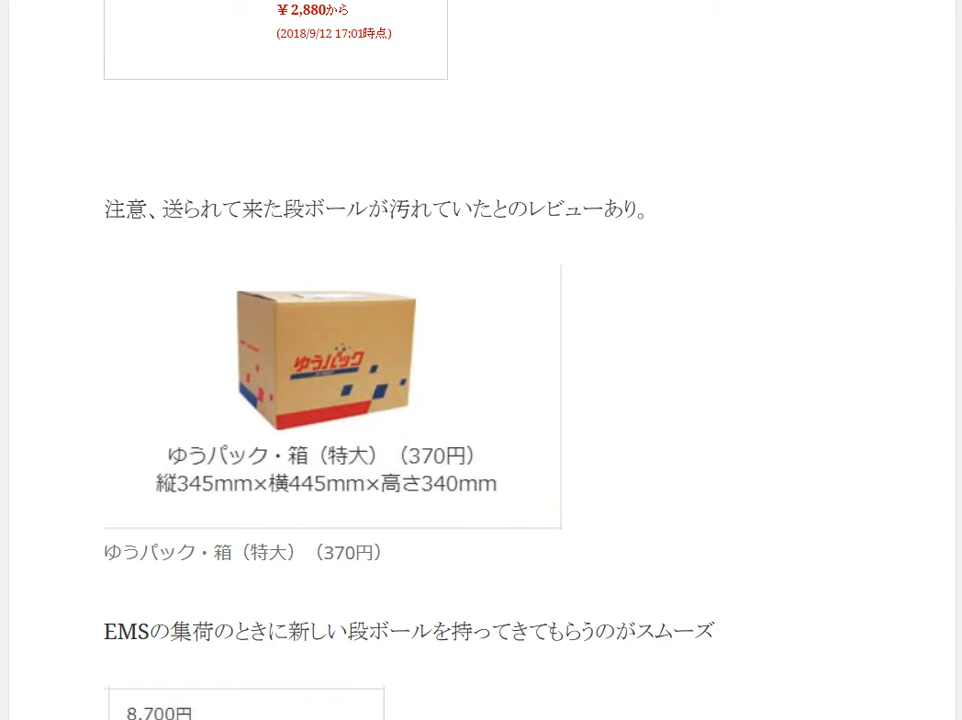 ￥2,880から
(2018/9/12 17:01時点)
注意、送られて来た段ボールが汚れていたとのレビューあり。
ゆうパック
ゆうパック・箱（特大）（370円）
縦345mm×横445mm×高さ340mm
ゆうパック・箱（特大）（370円）
EMSの集荷のときに新しい段ボールを持ってきてもらうのがスムーズ
8,700円